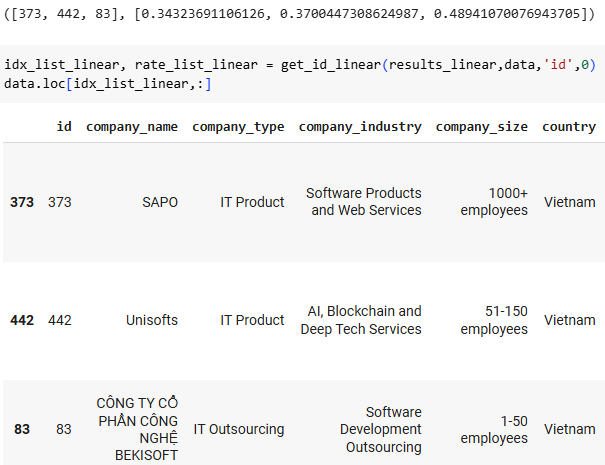 ([373, 442, 83], [0.34323691106126, 0.3700447308624987, 0.48941070076943705])
idx_list_linear, rate_list_linear = get_id_linear(results_linear,data,'id',0)
data.loc[idx_list_linear,:]
id company_name company_type company_industry company_size country
373 373 SAPO IT Product Software Products and Web Services 1000+ employees Vietnam
442 442 Unisofts IT Product AI, Blockchain and Deep Tech Services 51-150 employees Vietnam
83 83 CÔNG TY CỔ PHẦN CÔNG NGHỆ BEKISOFT IT Outsourcing Software Development Outsourcing 1-50 employees Vietnam